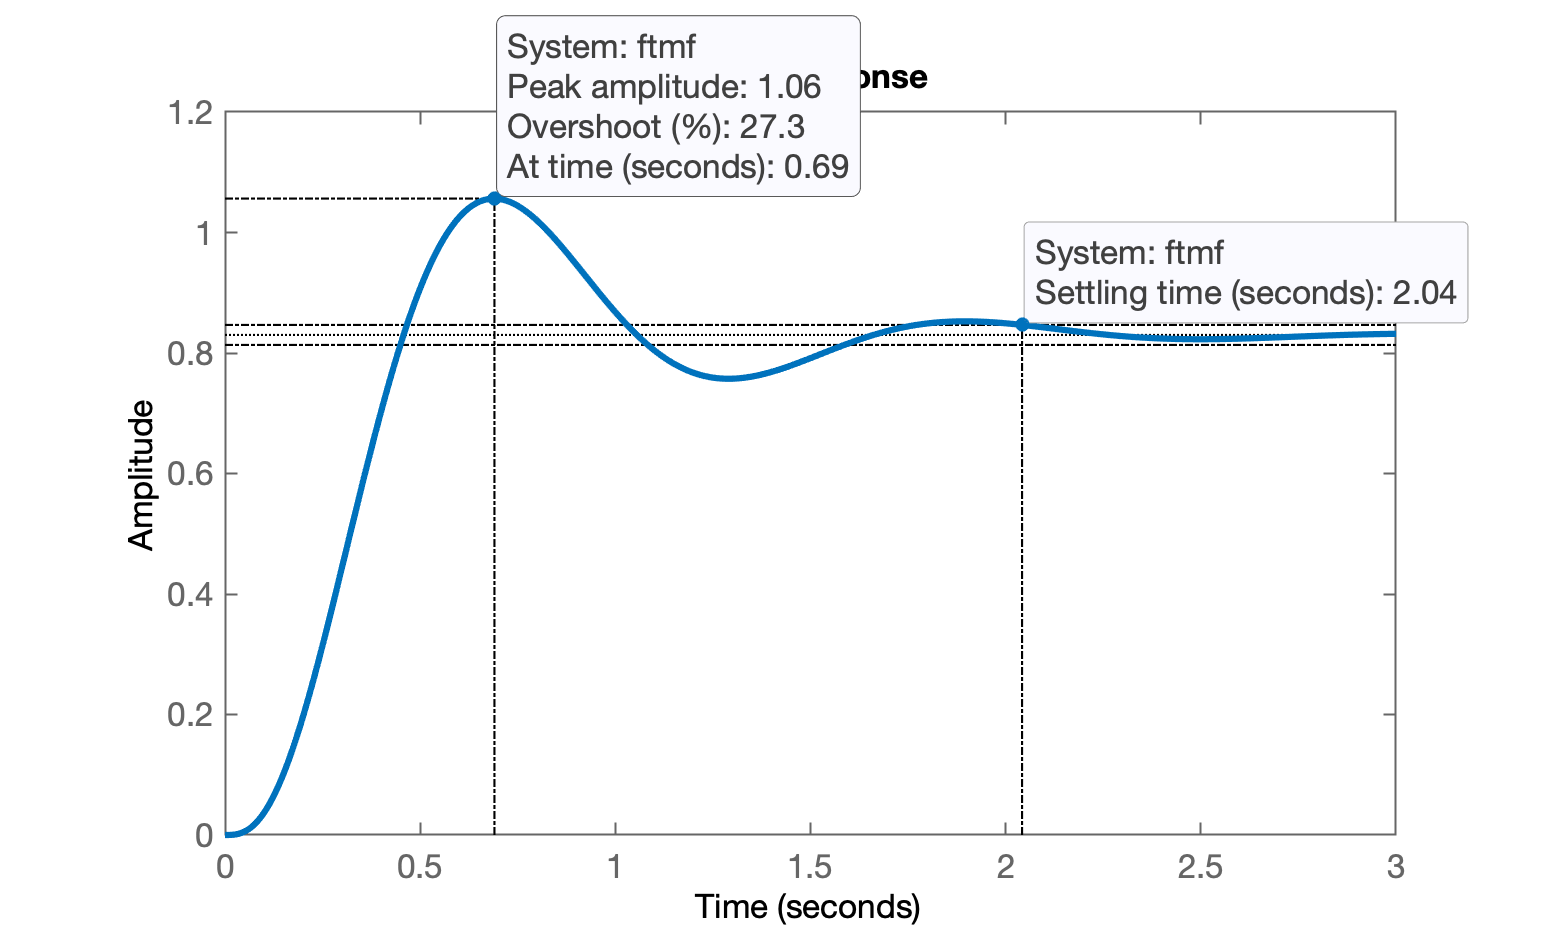 System: ftmf
Peak amplitude: 1.06
Overshoot (%): 27.3
At time (seconds): 0.69
System: ftmf
Settling time (seconds): 2.04
1.2
1
0.8
0.6
0.4
0.2
0
Amplitude
0 0.5 1 1.5 2 2.5 3
Time (seconds)